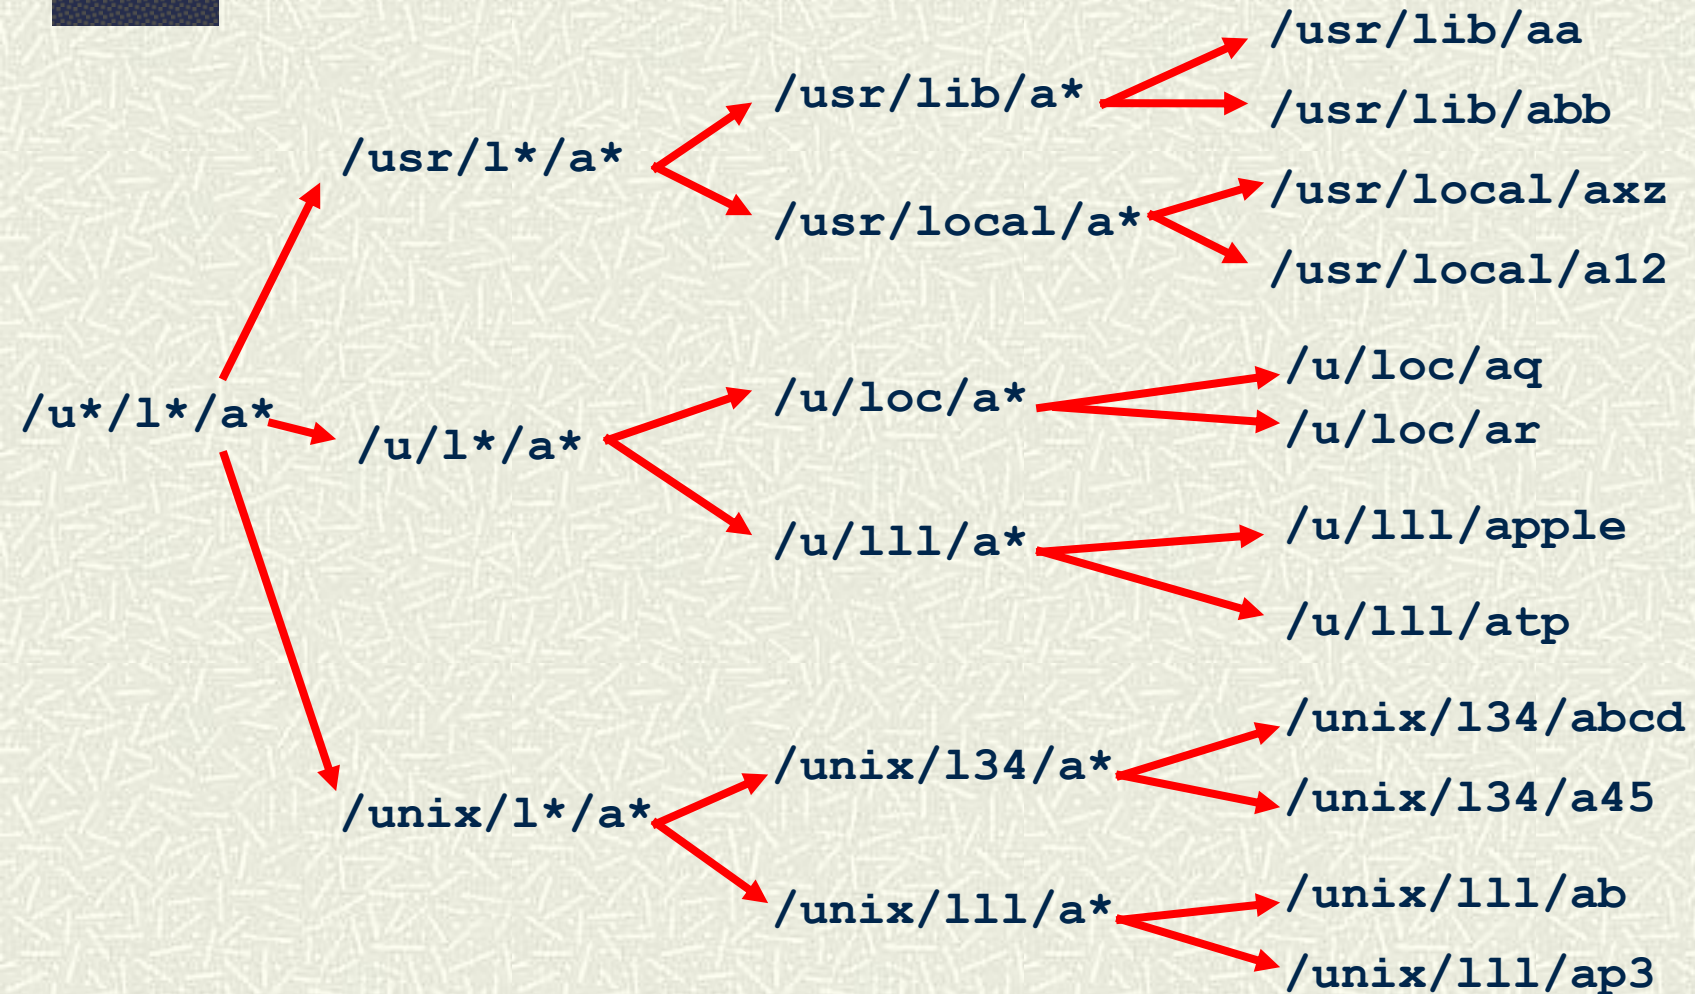 /u*/l*/a*
/usr/l*/a*
/u/l*/a*
/unix/l*/a*
/usr/lib/a*
/usr/local/a*
/u/loc/a*
/u/lll/a*
/unix/l34/a*
/unix/lll/a*
/usr/lib/aa
/usr/lib/abb
/usr/local/axz
/usr/local/a12
/u/loc/aq
/u/loc/ar
/u/lll/apple
/u/lll/atp
/unix/l34/abcd
/unix/l34/a45
/unix/lll/ab
/unix/lll/ap3